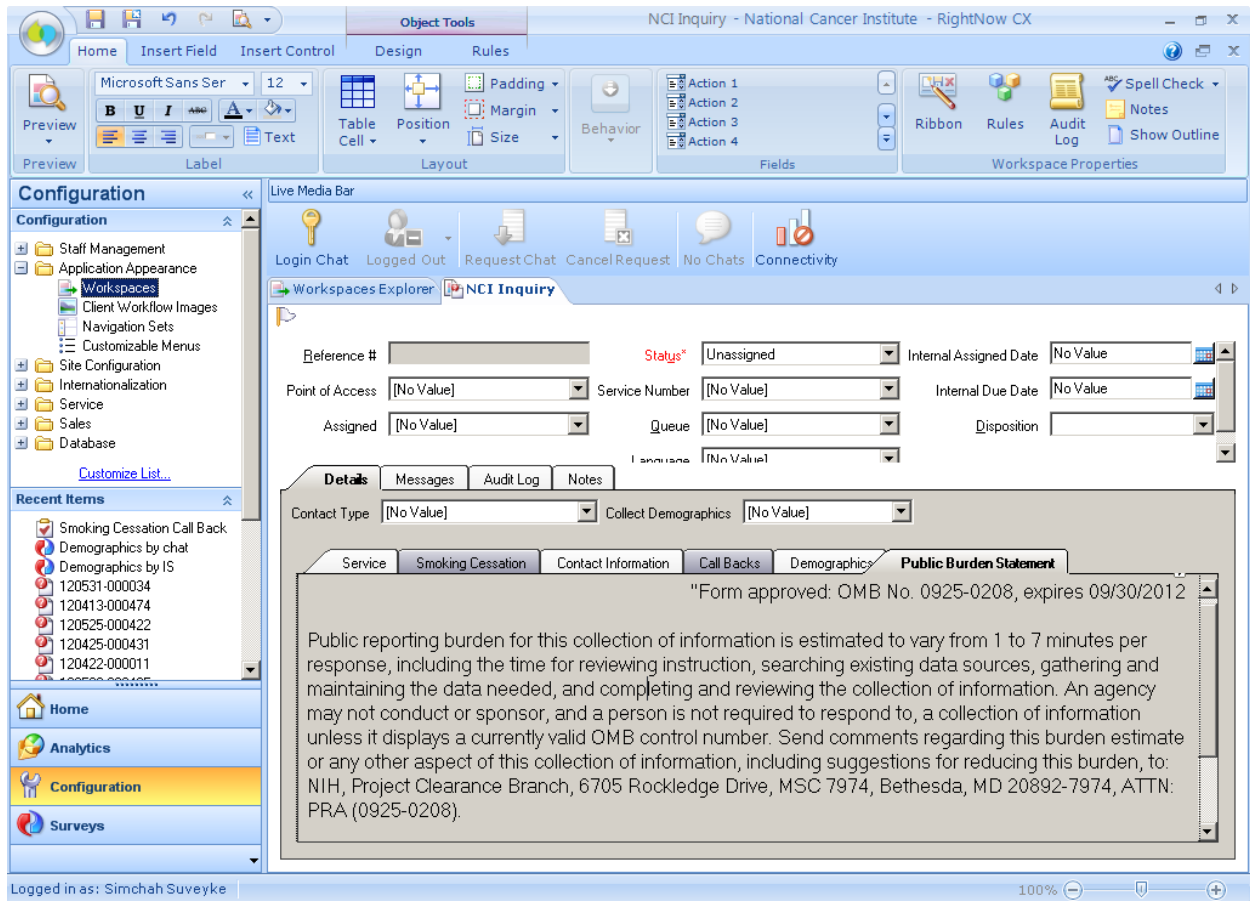 Object Tools
NCI Inquiry - National Cancer Institute - RightNow CX
Home Insert Field Insert Control Design Rules
Microsoft Sans Ser 12 Padding Action 1 Spell Check
B U I ABC A Margin Action 2 Notes
Preview Text Table Cell Position Size Behavior Action 3 Ribbon Rules Audit Log Show Outline
Action 4
Preview Label Layout Fields Workspace Properties
Configuration
Configuration
Staff Management
Application Appearance
Workspaces
Client Workflow Images
Navigation Sets
Customizable Menus
Site Configuration
Internationalization
Service
Sales
Database
Customize List...
Recent Items
Smoking Cessation Call Back
Demographics by chat
Demographics by IS
120531-000034
120413-000474
120525-000422
120425-000431
120422-000011
Home
Analytics
Configuration
Surveys
Live Media Bar
Login Chat Logged Out Request Chat Cancel Request No Chats Connectivity
Workspaces Explorer NCI Inquiry
Reference # Status* Unassigned Internal Assigned Date No Value
Point of Access [No Value] Service Number [No Value] Internal Due Date No Value
Assigned [No Value] Queue [No Value] Disposition
Language [No Value]
Details Messages Audit Log Notes
Contact Type [No Value] Collect Demographics [No Value]
Service Smoking Cessation Contact Information Call Backs Demographics Public Burden Statement
"Form approved: OMB No. 0925-0208, expires 09/30/2012
Public reporting burden for this collection of information is estimated to vary from 1 to 7 minutes per
response, including the time for reviewing instruction, searching existing data sources, gathering and
maintaining the data needed, and completing and reviewing the collection of information. An agency
may not conduct or sponsor, and a person is not required to respond to, a collection of information
unless it displays a currently valid OMB control number. Send comments regarding this burden estimate
or any other aspect of this collection of information, including suggestions for reducing this burden, to:
NIH, Project Clearance Branch, 6705 Rockledge Drive, MSC 7974, Bethesda, MD 20892-7974, ATTN:
PRA (0925-0208).
Logged in as: Simchah Suveyke 100%